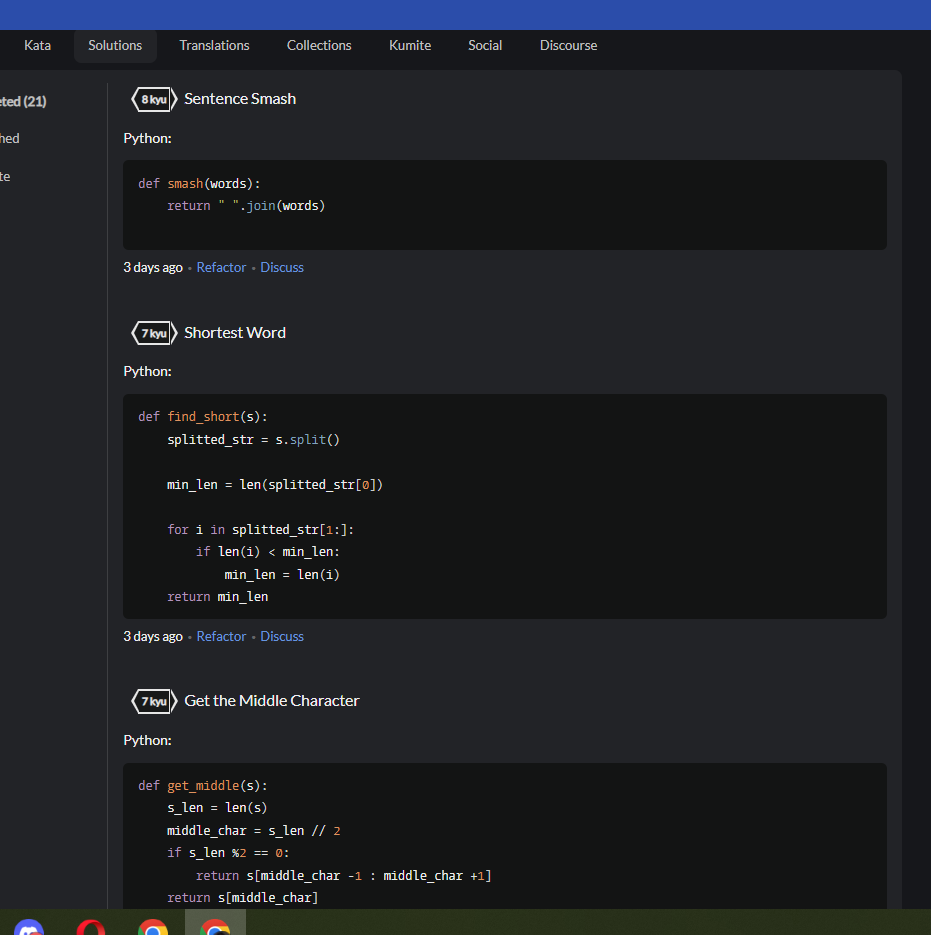 Kata Solutions Translations Collections Kumite Social Discourse
eted (21)
hed
te
8 kyu Sentence Smash
Python:
def smash(words):
    return " ".join(words)
3 days ago • Refactor • Discuss
7 kyu Shortest Word
Python:
def find_short(s):
    splitted_str = s.split()
    min_len = len(splitted_str[0])
    for i in splitted_str[1:]:
        if len(i) < min_len:
            min_len = len(i)
    return min_len
3 days ago • Refactor • Discuss
7 kyu Get the Middle Character
Python:
def get_middle(s):
    s_len = len(s)
    middle_char = s_len // 2
    if s_len %2 == 0:
        return s[middle_char -1 : middle_char +1]
    return s[middle_char]